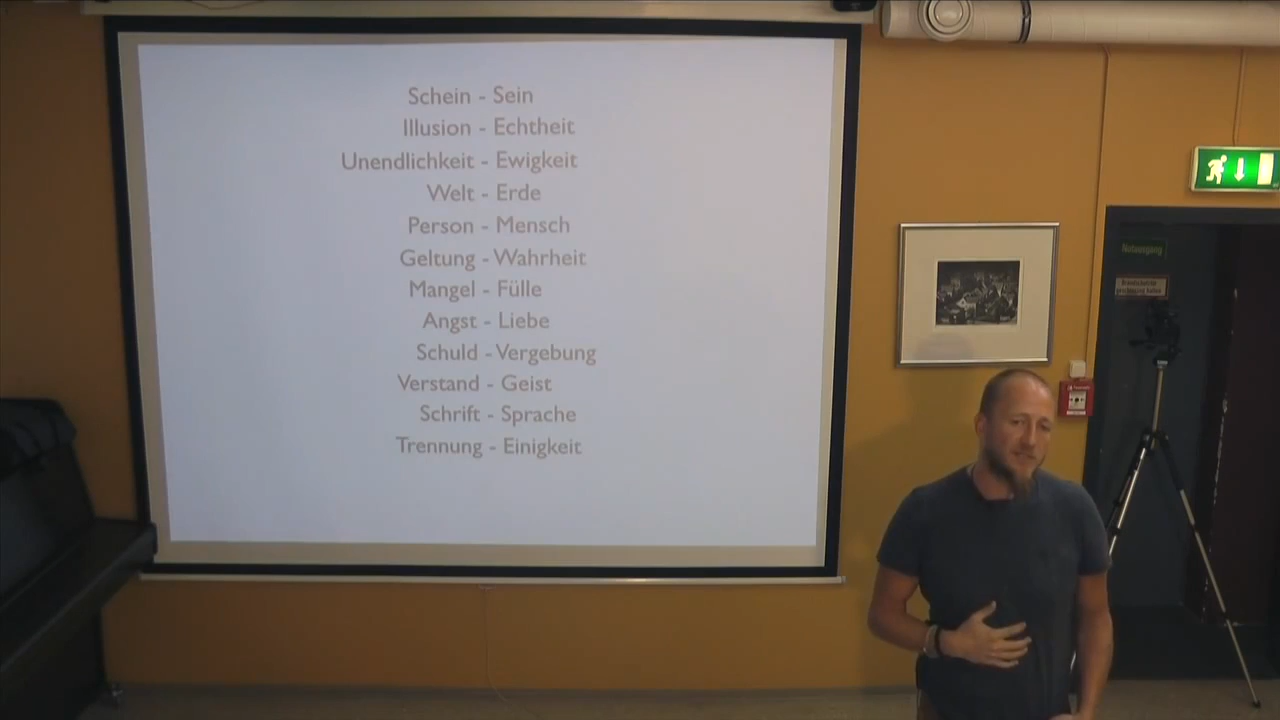 Schein - Sein
Illusion - Echtheit
Unendlichkeit - Ewigkeit
Welt - Erde
Person - Mensch
Geltung - Wahrheit
Mangel - Fülle
Angst - Liebe
Schuld - Vergebung
Verstand - Geist
Schrift - Sprache
Trennung - Einigkeit
Notausgang